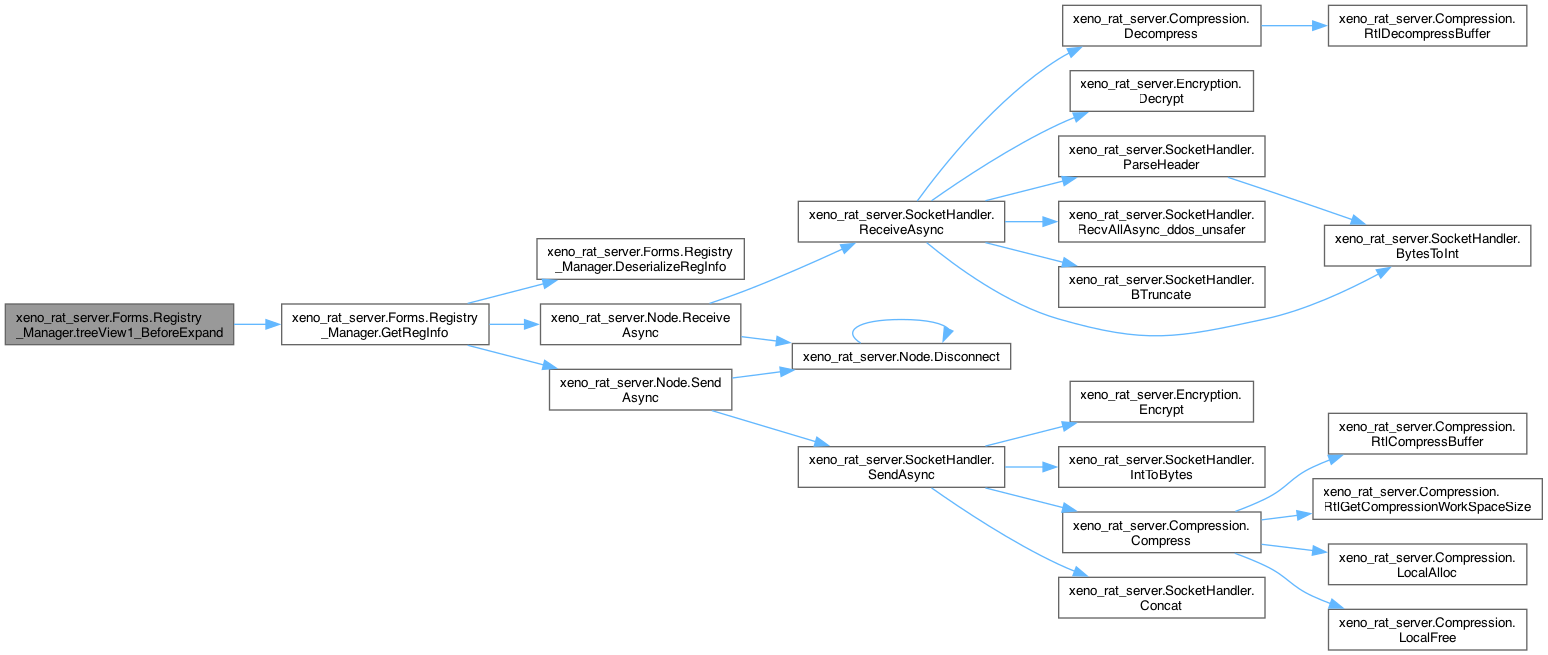 xeno_rat_server.Forms.Registry
_Manager.treeView1_BeforeExpand
xeno_rat_server.Forms.Registry
_Manager.GetRegInfo
xeno_rat_server.Forms.Registry
_Manager.DeserializeRegInfo
xeno_rat_server.Node.Receive
Async
xeno_rat_server.Node.Send
Async
xeno_rat_server.SocketHandler.
ReceiveAsync
xeno_rat_server.Node.Disconnect
xeno_rat_server.SocketHandler.
SendAsync
xeno_rat_server.Compression.
Decompress
xeno_rat_server.Encryption.
Decrypt
xeno_rat_server.SocketHandler.
ParseHeader
xeno_rat_server.SocketHandler.
RecvAllAsync_ddos_unsafer
xeno_rat_server.SocketHandler.
BTruncate
xeno_rat_server.Encryption.
Encrypt
xeno_rat_server.SocketHandler.
IntToBytes
xeno_rat_server.Compression.
Compress
xeno_rat_server.SocketHandler.
Concat
xeno_rat_server.Compression.
RtlDecompressBuffer
xeno_rat_server.SocketHandler.
BytesToInt
xeno_rat_server.Compression.
RtlCompressBuffer
xeno_rat_server.Compression.
RtlGetCompressionWorkSpaceSize
xeno_rat_server.Compression.
LocalAlloc
xeno_rat_server.Compression.
LocalFree